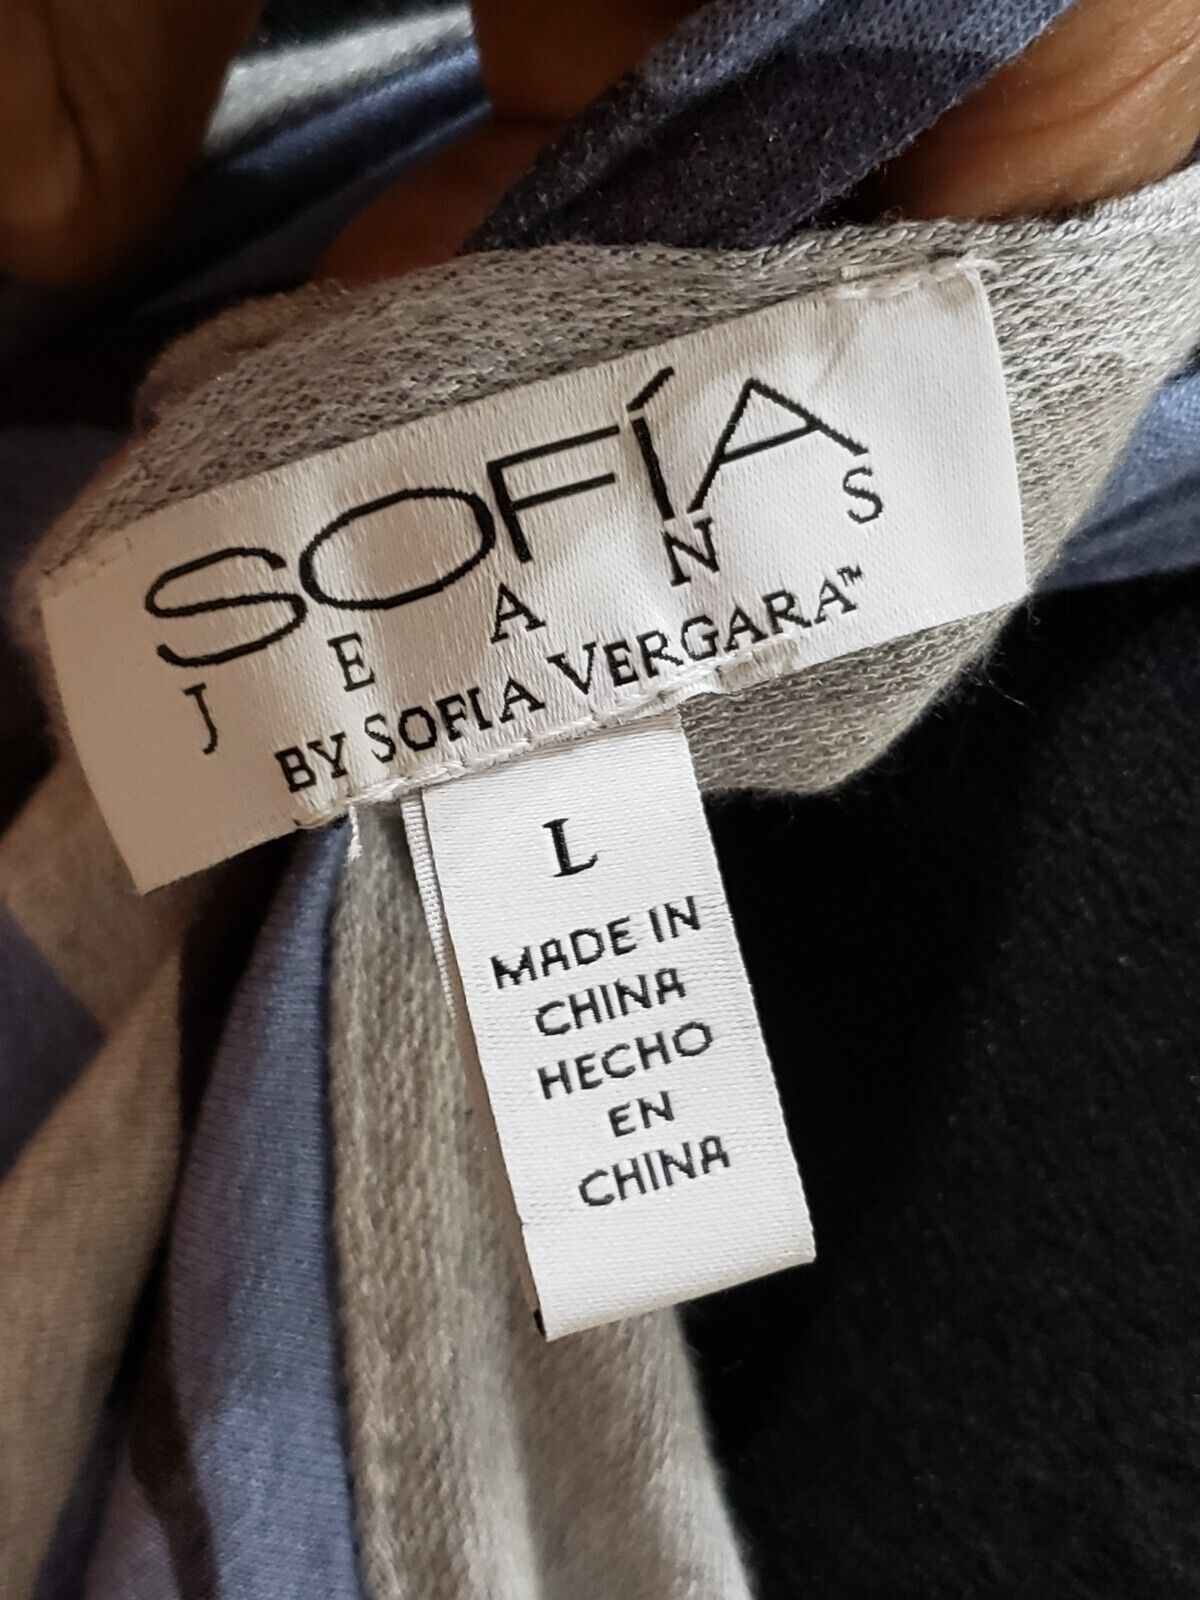 SOFÍA
JEANS
BY SOFIA VERGARA™
L
MADE IN
CHINA
HECHO
EN
CHINA